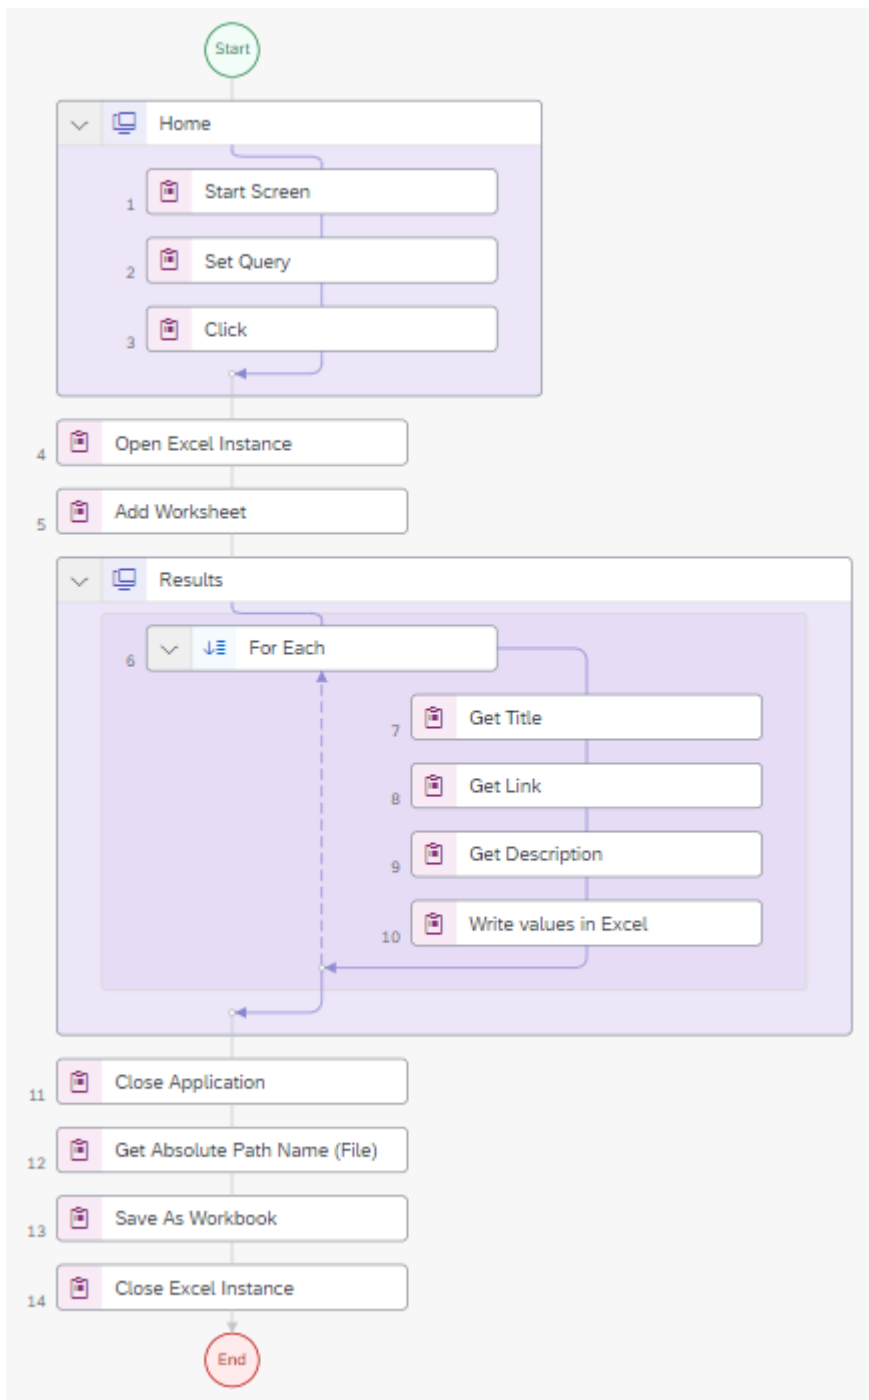 Start
Home
1 Start Screen
2 Set Query
3 Click
4 Open Excel Instance
5 Add Worksheet
Results
6 For Each
7 Get Title
8 Get Link
9 Get Description
10 Write values in Excel
11 Close Application
12 Get Absolute Path Name (File)
13 Save As Workbook
14 Close Excel Instance
End